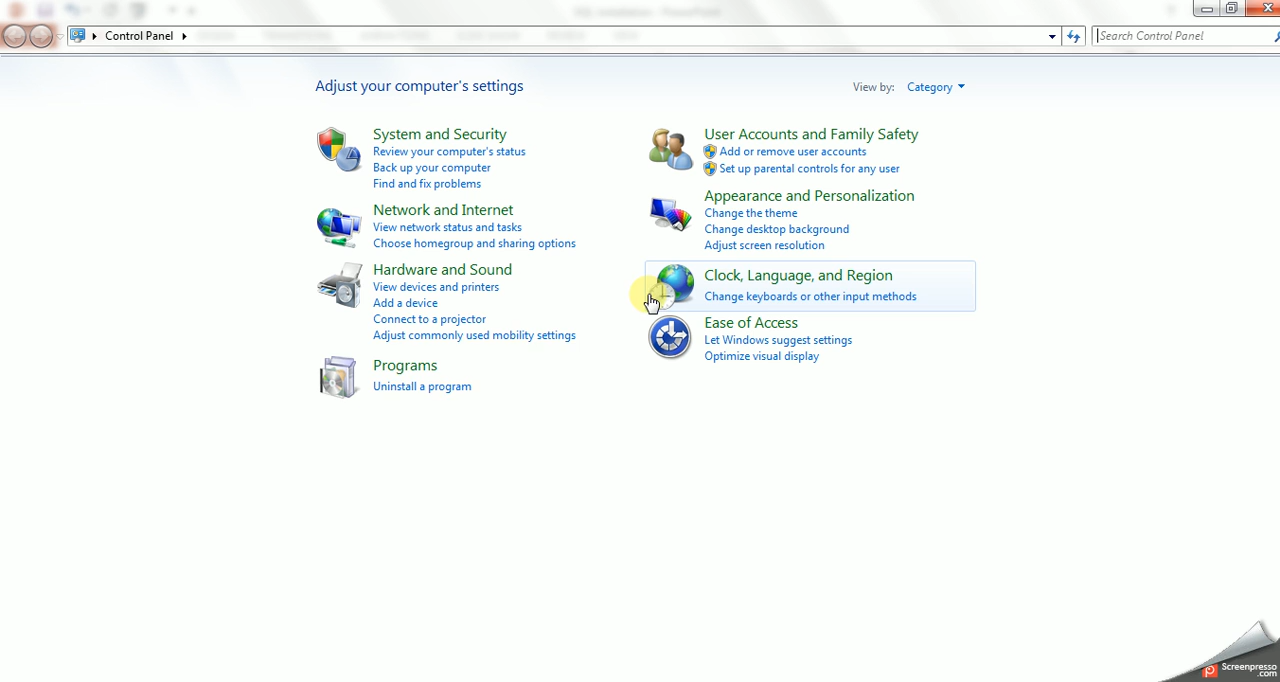 SQL Installation - PowerPoint
Control Panel
Search Control Panel
Adjust your computer's settings
View by: Category
System and Security
Review your computer's status
Back up your computer
Find and fix problems
Network and Internet
View network status and tasks
Choose homegroup and sharing options
Hardware and Sound
View devices and printers
Add a device
Connect to a projector
Adjust commonly used mobility settings
Programs
Uninstall a program
User Accounts and Family Safety
Add or remove user accounts
Set up parental controls for any user
Appearance and Personalization
Change the theme
Change desktop background
Adjust screen resolution
Clock, Language, and Region
Change keyboards or other input methods
Ease of Access
Let Windows suggest settings
Optimize visual display
Screenpresso
.com